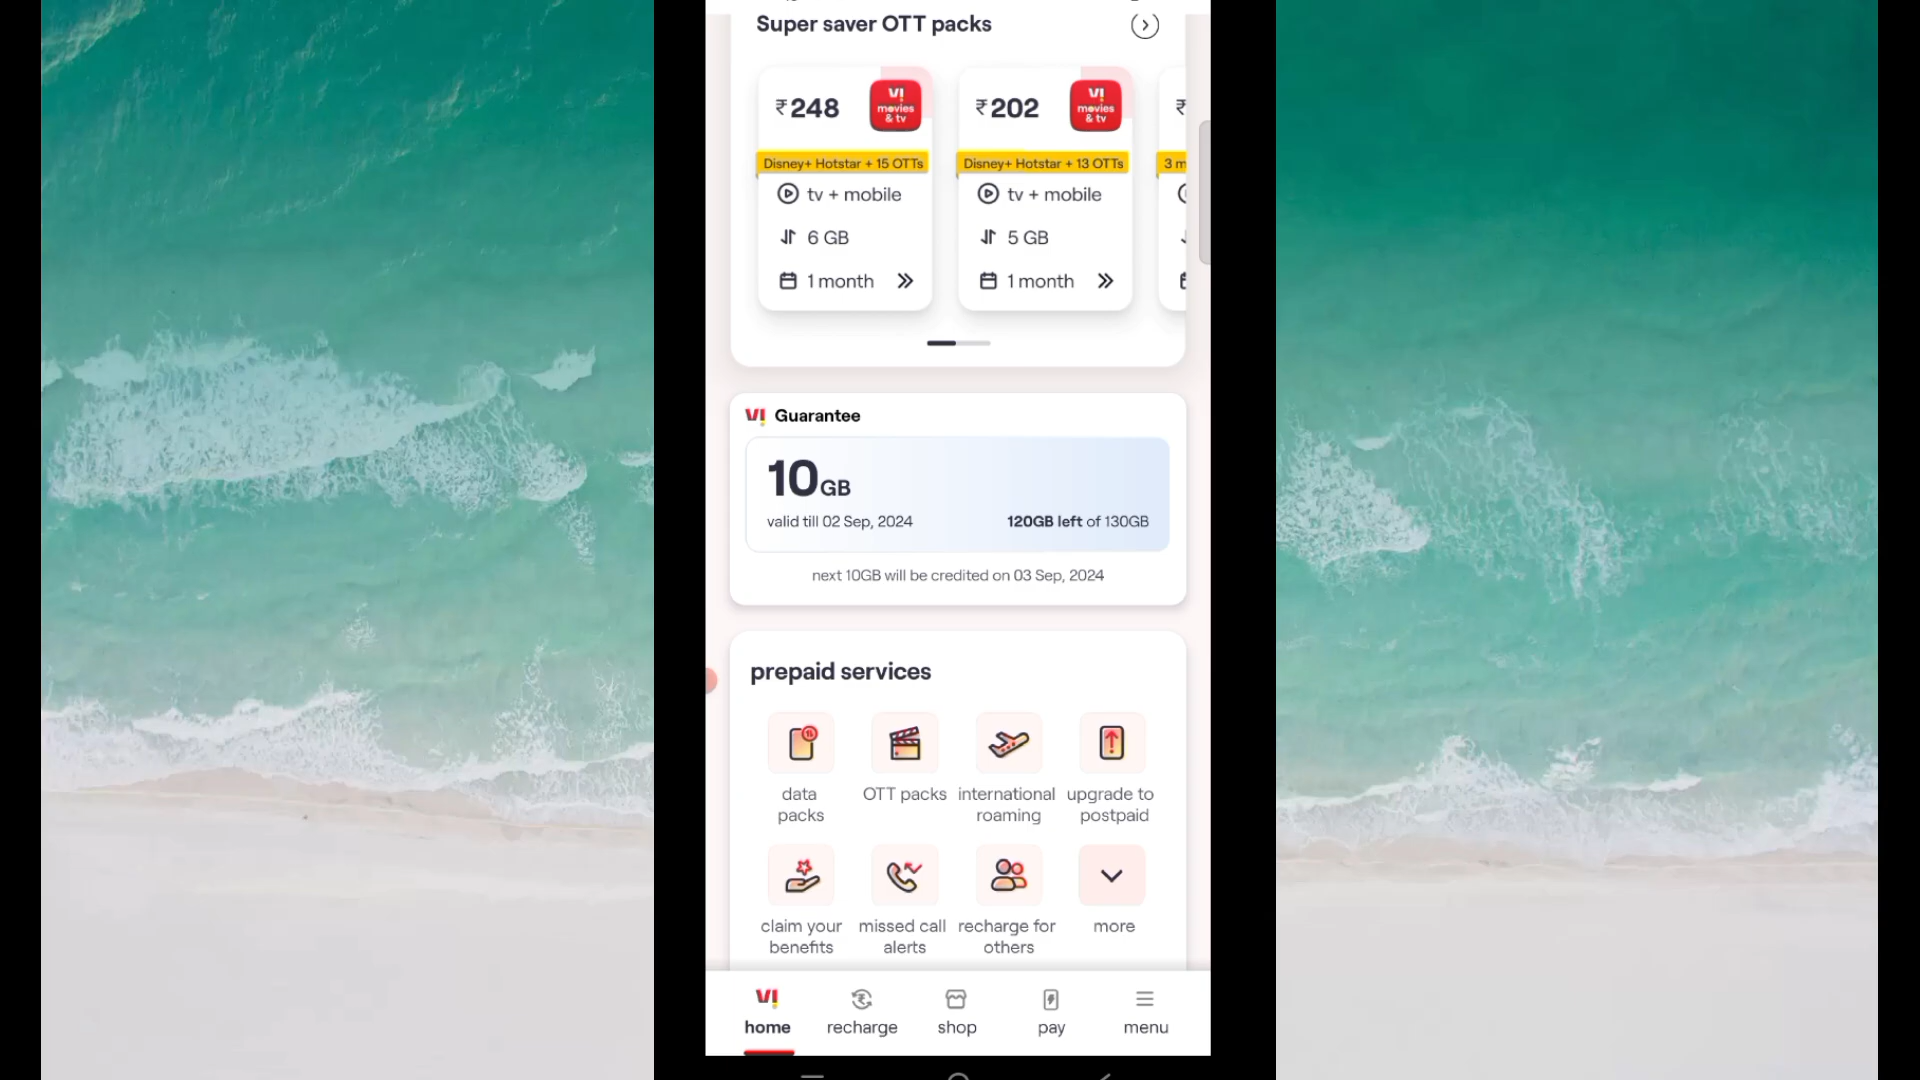 Super saver OTT packs
₹248
VI movies & tv
Disney+ Hotstar + 15 OTTs
tv + mobile
6 GB
1 month
₹202
VI movies & tv
Disney+ Hotstar + 13 OTTs
tv + mobile
5 GB
1 month
₹
3 m
VI Guarantee
10GB
valid till 02 Sep, 2024
120GB left of 130GB
next 10GB will be credited on 03 Sep, 2024
prepaid services
data
packs
OTT packs
international
roaming
upgrade to
postpaid
claim your
benefits
missed call
alerts
recharge for
others
more
VI
home
recharge
shop
pay
menu